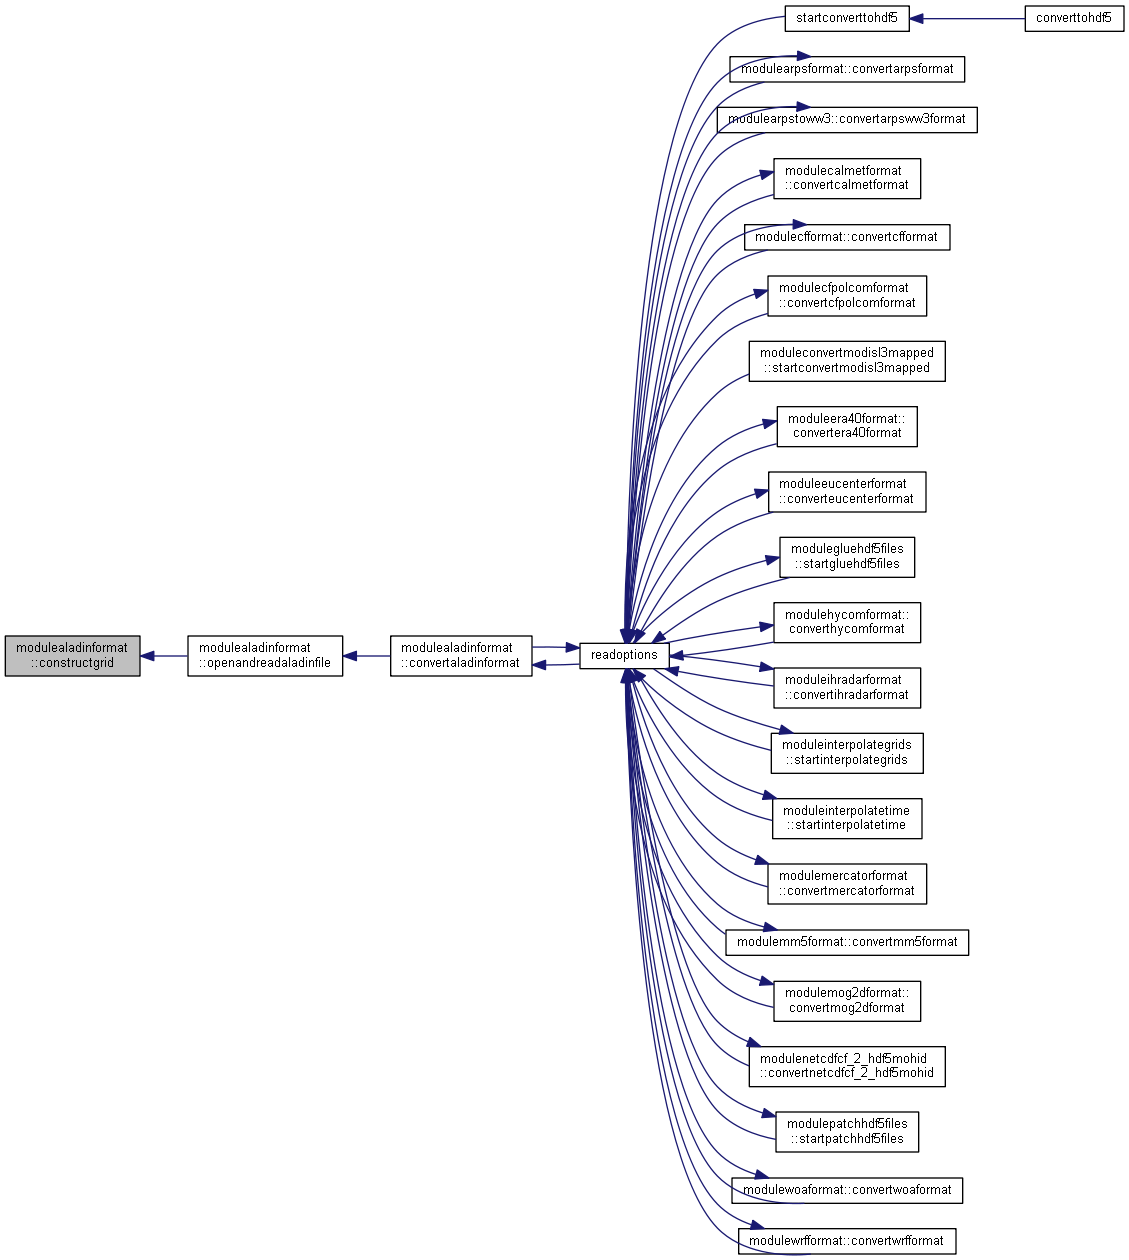 startconverttohdf5
converttohdf5
modulearpsformat::convertarpsformat
modulearpstoww3::convertarpsww3format
modulecalmetformat
::convertcalmetformat
modulecfformat::convertcfformat
modulecfpolcomformat
::convertcfpolcomformat
moduleconvertmodisl3mapped
::startconvertmodisl3mapped
moduleera40format::
convertera40format
moduleeucenterformat
::converteucenterformat
modulegluehdf5files
::startgluehdf5files
modulehycomformat::
converthycomformat
modulealadinformat
::constructgrid
modulealadinformat
::openandreadaladinfile
modulealadinformat
::convertaladinformat
readoptions
moduleihradarformat
::convertihradarformat
moduleinterpolategrids
::startinterpolategrids
moduleinterpolatetime
::startinterpolatetime
modulemercatorformat
::convertmercatorformat
modulemm5format::convertmm5format
modulemog2dformat::
convertmog2dformat
modulenetcdfcf_2_hdf5mohid
::convertnetcdfcf_2_hdf5mohid
modulepatchhdf5files
::startpatchhdf5files
modulewoaformat::convertwoaformat
modulewrfformat::convertwrfformat